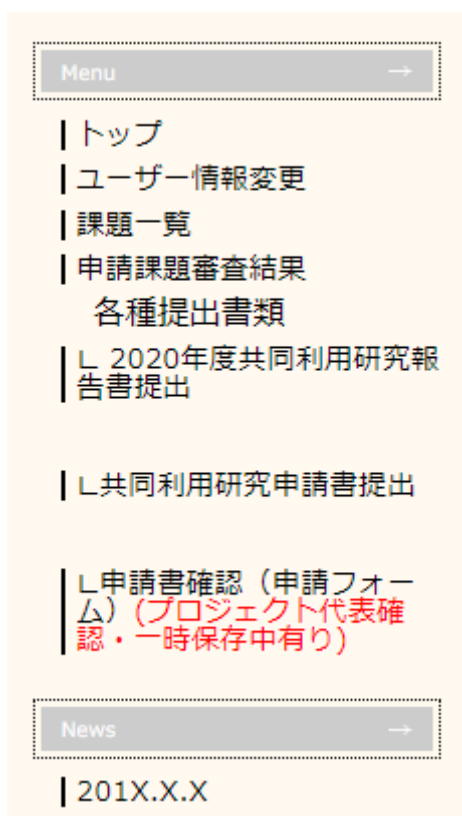 Menu →
トップ
ユーザー情報変更
課題一覧
申請課題審査結果
各種提出書類
∟ 2020年度共同利用研究報
告書提出
∟共同利用研究申請書提出
∟申請書確認（申請フォー
ム）(プロジェクト代表確
認・一時保存中有り)
News →
201X.X.X